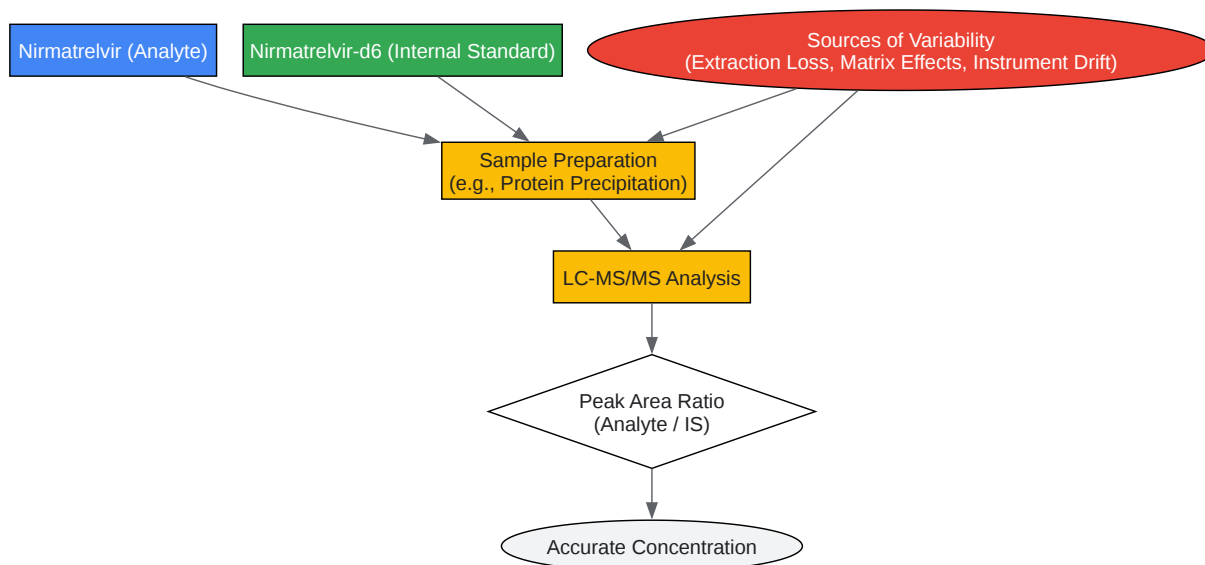 Nirmatrelvir (Analyte)
Nirmatrelvir-d6 (Internal Standard)
Sources of Variability
(Extraction Loss, Matrix Effects, Instrument Drift)
Sample Preparation
(e.g., Protein Precipitation)
LC-MS/MS Analysis
Peak Area Ratio
(Analyte / IS)
Accurate Concentration